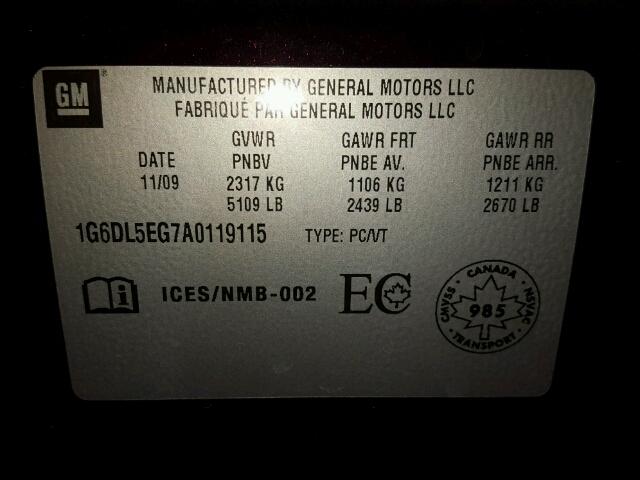 GM ®
MANUFACTURED BY GENERAL MOTORS LLC
FABRIQUÉ PAR GENERAL MOTORS LLC
GVWR GAWR FRT GAWR RR
DATE PNBV PNBE AV. PNBE ARR.
11/09 2317 KG 1106 KG 1211 KG
5109 LB 2439 LB 2670 LB
1G6DL5EG7A0119115 TYPE: PC/VT
i ICES/NMB-002 EC
CANADA
CMVSS 985 NSVAC
TRANSPORT